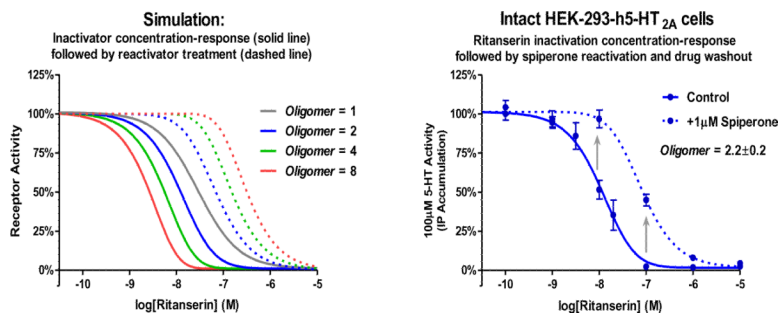 Simulation:
Inactivator concentration-response (solid line)
followed by reactivator treatment (dashed line)
125%
100%
75%
50%
25%
0%
Receptor Activity
Oligomer = 1
Oligomer = 2
Oligomer = 4
Oligomer = 8
-10 -9 -8 -7 -6 -5
log[Ritanserin] (M)
Intact HEK-293-h5-HT2A cells
Ritanserin inactivation concentration-response
followed by spiperone reactivation and drug washout
125%
100%
75%
50%
25%
0%
100µM 5-HT Activity
(IP Accumulation)
Control
+1µM Spiperone
Oligomer = 2.2±0.2
-10 -9 -8 -7 -6 -5
log[Ritanserin] (M)